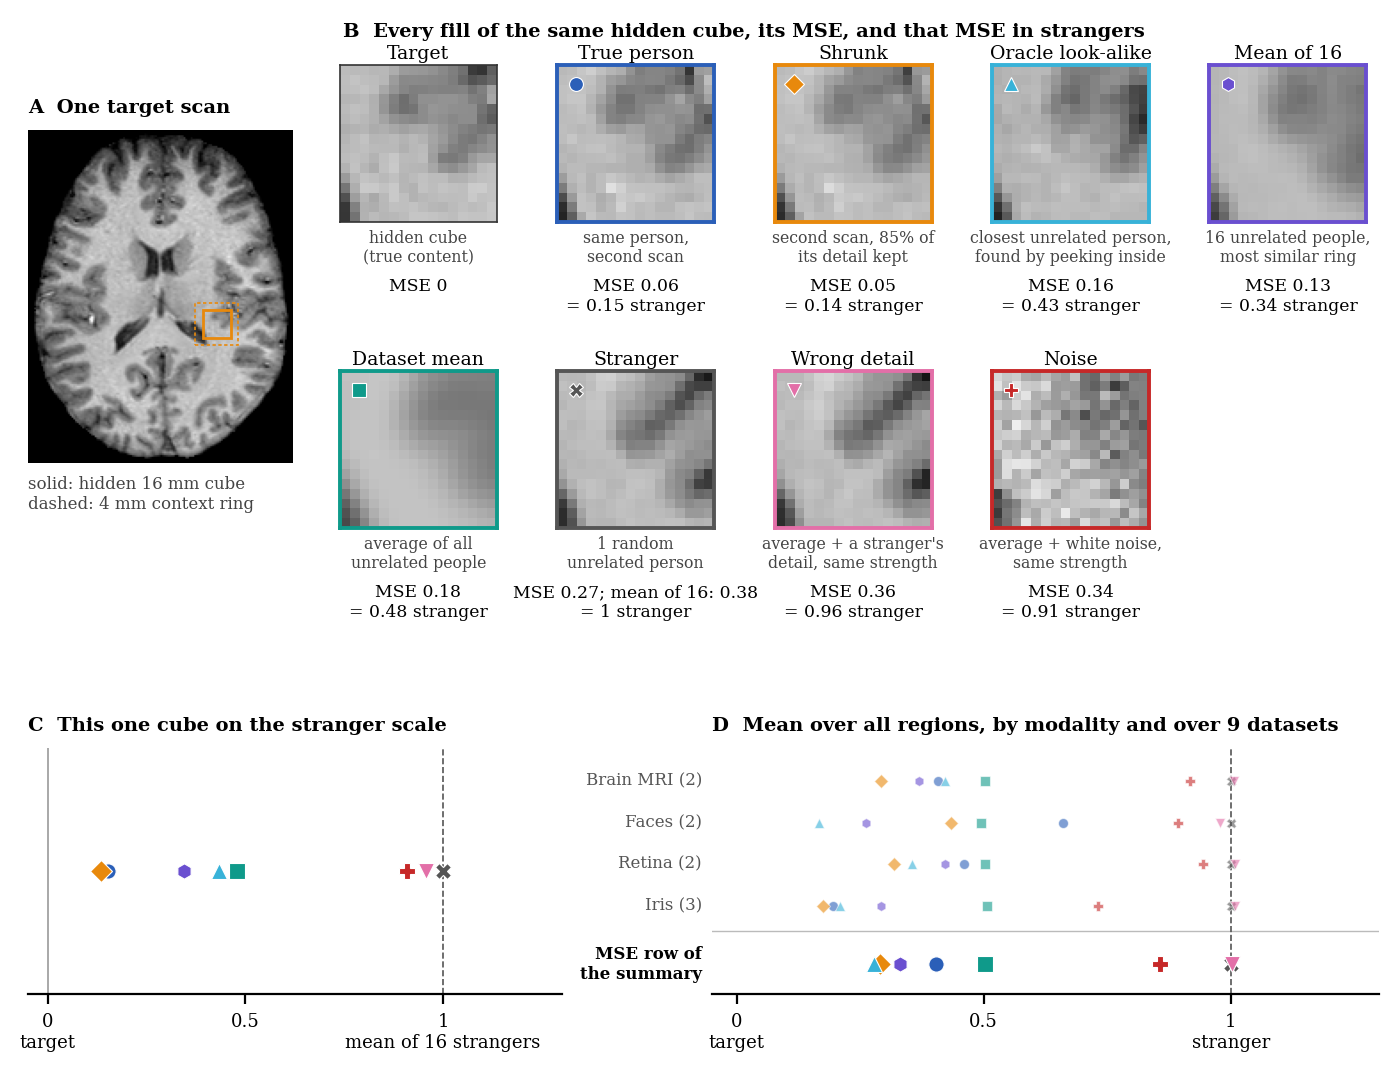 B  Every fill of the same hidden cube, its MSE, and that MSE in strangers
A  One target scan
solid: hidden 16 mm cube
dashed: 4 mm context ring
Target
hidden cube
(true content)
MSE 0
True person
same person,
second scan
MSE 0.06
= 0.15 stranger
Shrunk
second scan, 85% of
its detail kept
MSE 0.05
= 0.14 stranger
Oracle look-alike
closest unrelated person,
found by peeking inside
MSE 0.16
= 0.43 stranger
Mean of 16
16 unrelated people,
most similar ring
MSE 0.13
= 0.34 stranger
Dataset mean
average of all
unrelated people
MSE 0.18
= 0.48 stranger
Stranger
1 random
unrelated person
MSE 0.27; mean of 16: 0.38
= 1 stranger
Wrong detail
average + a stranger's
detail, same strength
MSE 0.36
= 0.96 stranger
Noise
average + white noise,
same strength
MSE 0.34
= 0.91 stranger
C  This one cube on the stranger scale
0
target
0.5
1
mean of 16 strangers
D  Mean over all regions, by modality and over 9 datasets
Brain MRI (2)
Faces (2)
Retina (2)
Iris (3)
MSE row of
the summary
0
target
0.5
1
stranger